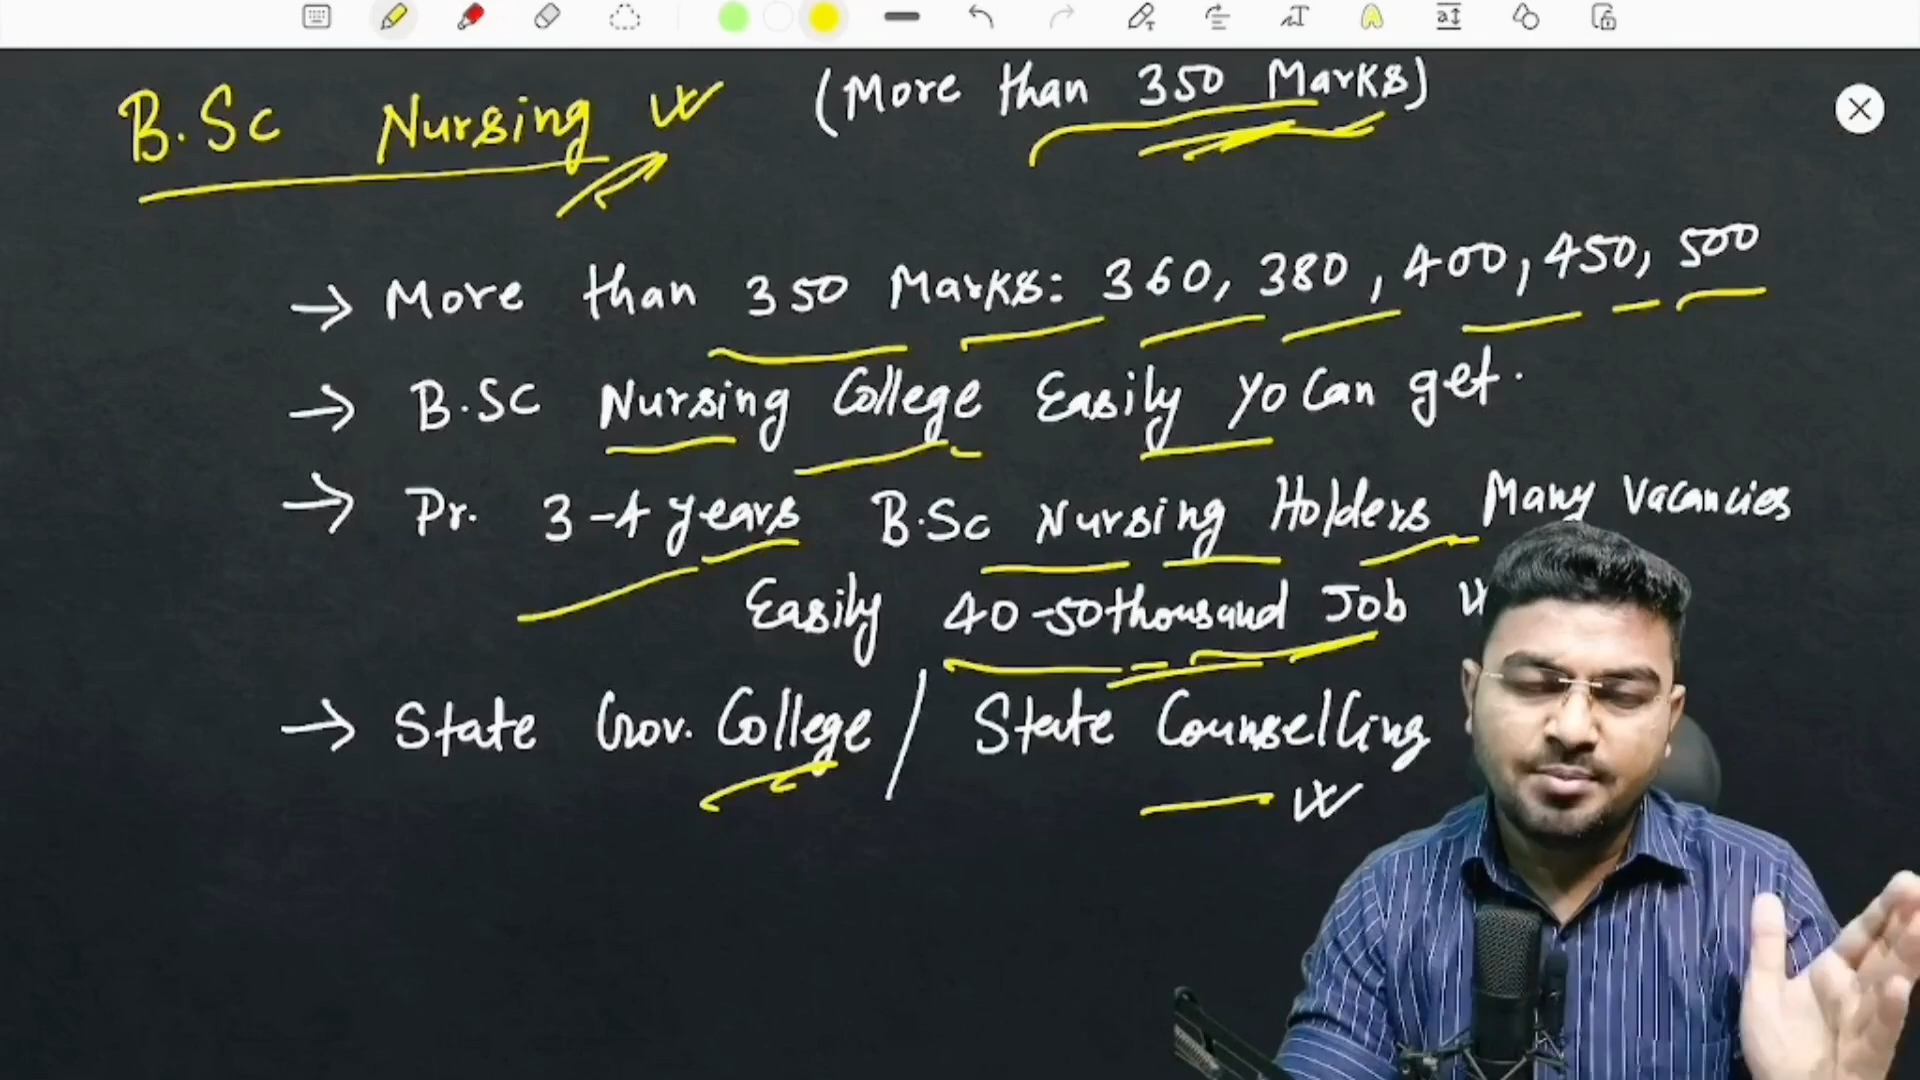 B.Sc Nursing (More than 350 Marks)
→ More than 350 Marks: 360, 380, 400, 450, 500
→ B.SC Nursing College Easily Yo Can get.
→ Pr. 3-4 years B.Sc Nursing Holders Many Vacancies
Easily 40-50 thousand Job
→ State Gov. College / State Counselling